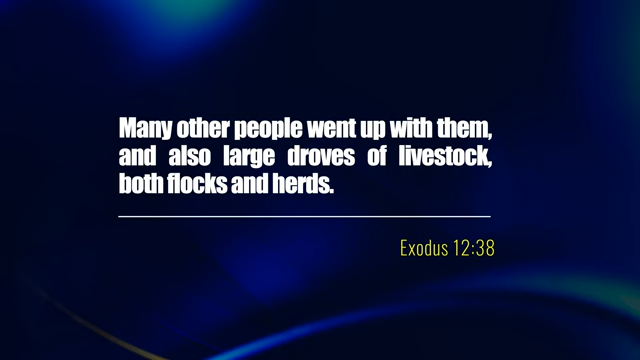 Many other people went up with them,
and also large droves of livestock,
both flocks and herds.
Exodus 12:38